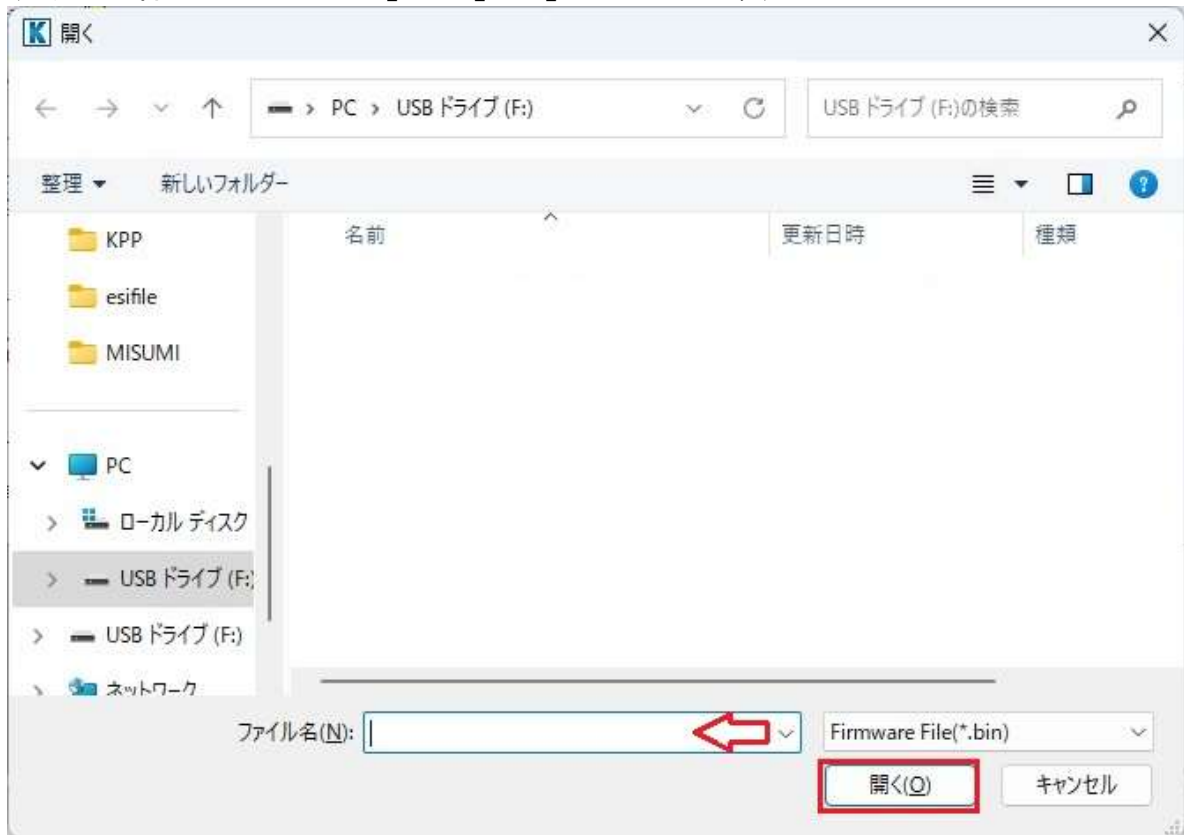 K 開く
PC › USB ドライブ (F:)
USB ドライブ (F:)の検索
整理
新しいフォルダー
名前
更新日時
種類
KPP
esifile
MISUMI
PC
ローカル ディスク
USB ドライブ (F:)
USB ドライブ (F:)
ネットワーク
ファイル名(N):
Firmware File(*.bin)
開く(O)
キャンセル